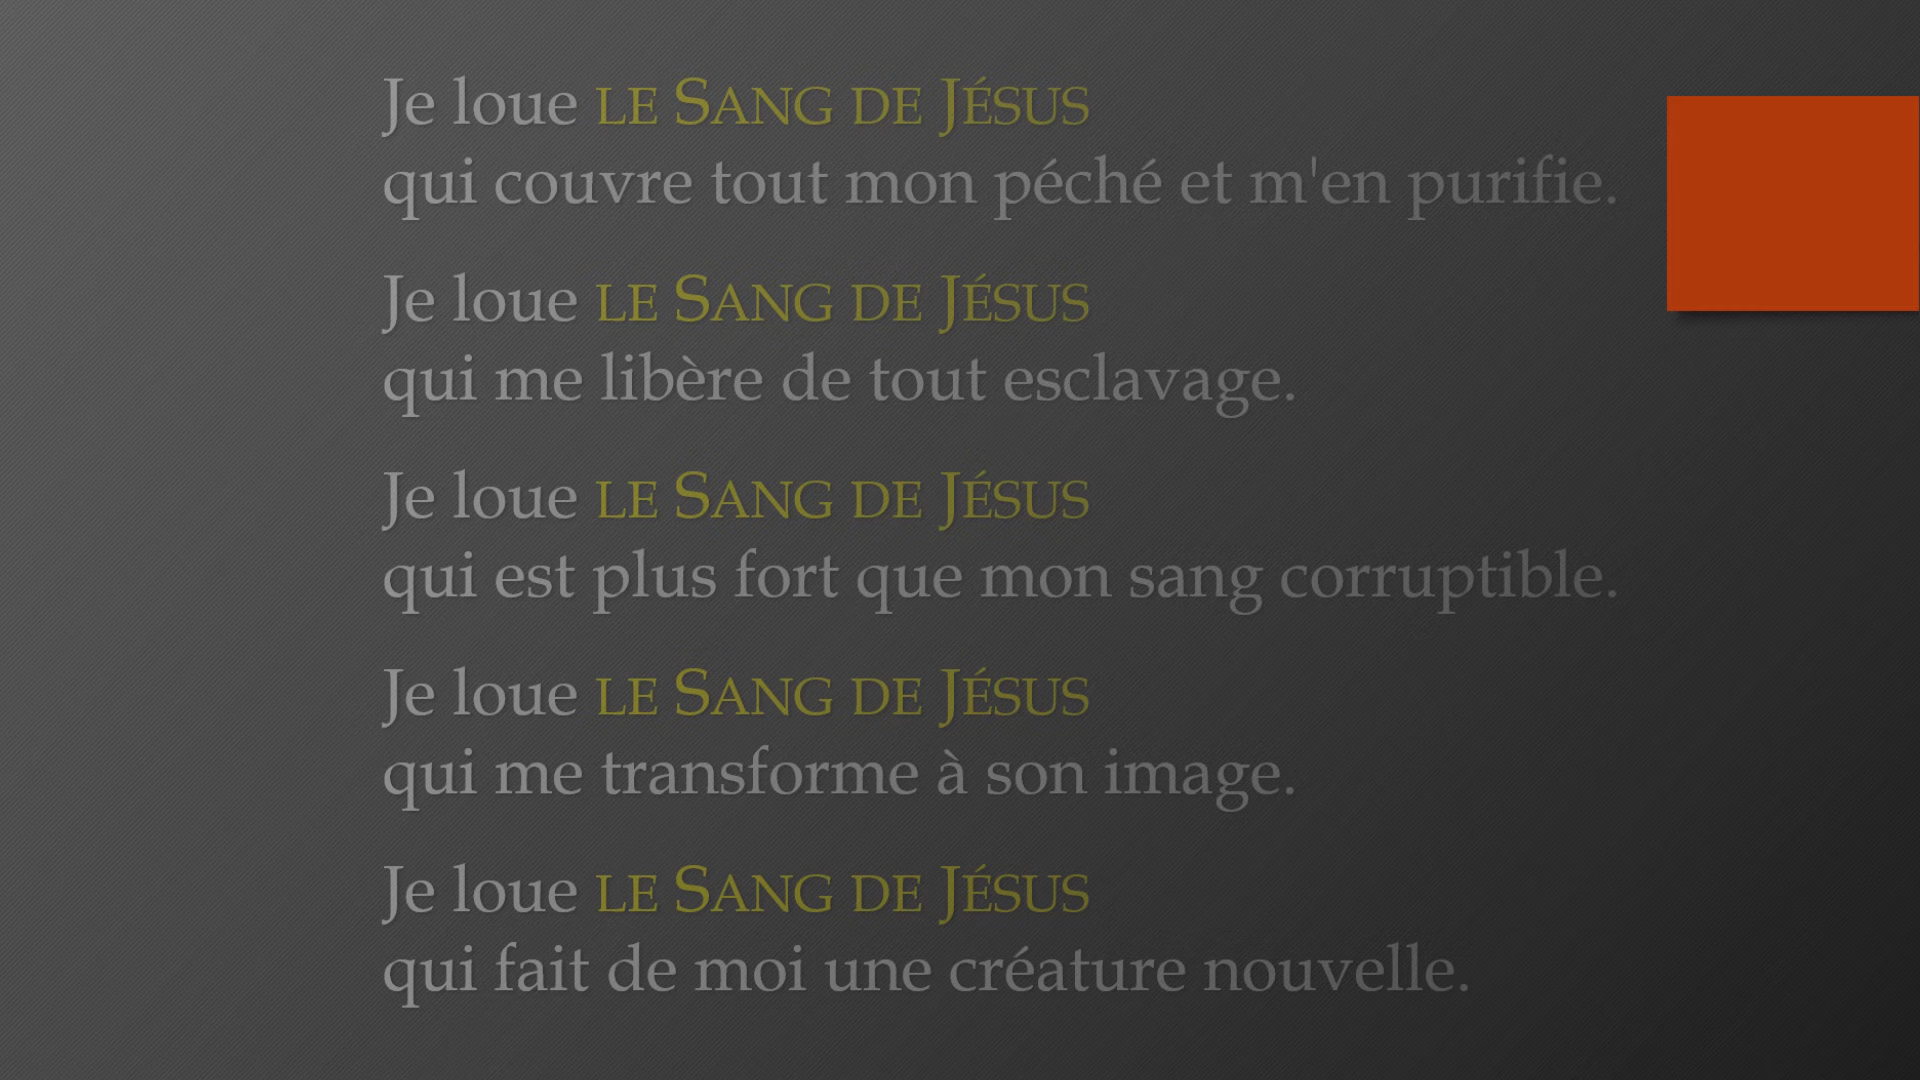 Je loue LE SANG DE JÉSUS
qui couvre tout mon péché et m'en purifie.
Je loue LE SANG DE JÉSUS
qui me libère de tout esclavage.
Je loue LE SANG DE JÉSUS
qui est plus fort que mon sang corruptible.
Je loue LE SANG DE JÉSUS
qui me transforme à son image.
Je loue LE SANG DE JÉSUS
qui fait de moi une créature nouvelle.